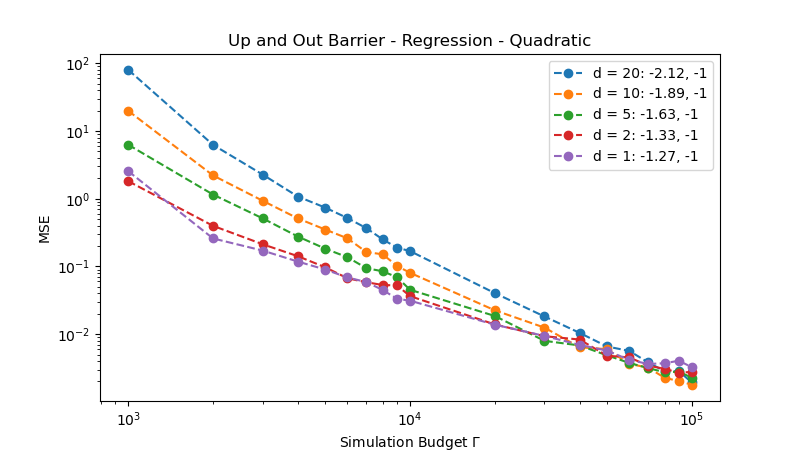 Up and Out Barrier - Regression - Quadratic
MSE
10²
10¹
10⁰
10⁻¹
10⁻²
d = 20: -2.12, -1
d = 10: -1.89, -1
d = 5: -1.63, -1
d = 2: -1.33, -1
d = 1: -1.27, -1
10³ 10⁴ 10⁵
Simulation Budget Γ